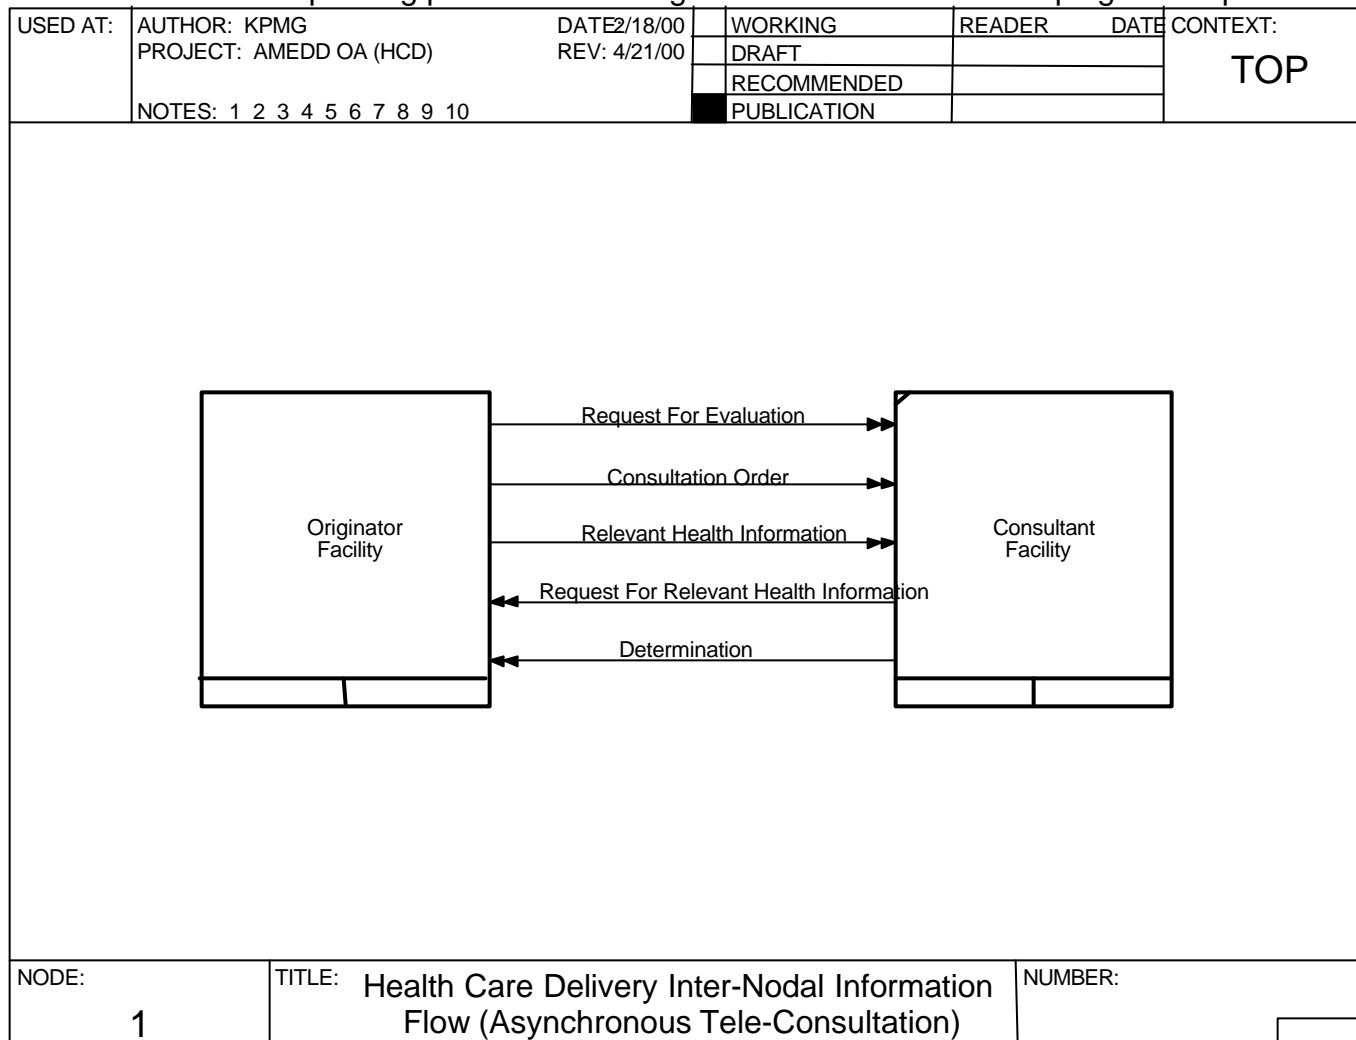 USED AT: AUTHOR: KPMG DATE: 2/18/00 WORKING READER DATE CONTEXT:
PROJECT: AMEDD OA (HCD) REV: 4/21/00 DRAFT
TOP
RECOMMENDED
NOTES: 1 2 3 4 5 6 7 8 9 10 PUBLICATION
Request For Evaluation
Consultation Order
Originator
Facility
Relevant Health Information
Consultant
Facility
Request For Relevant Health Information
Determination
NODE: TITLE: Health Care Delivery Inter-Nodal Information NUMBER:
1 Flow (Asynchronous Tele-Consultation)